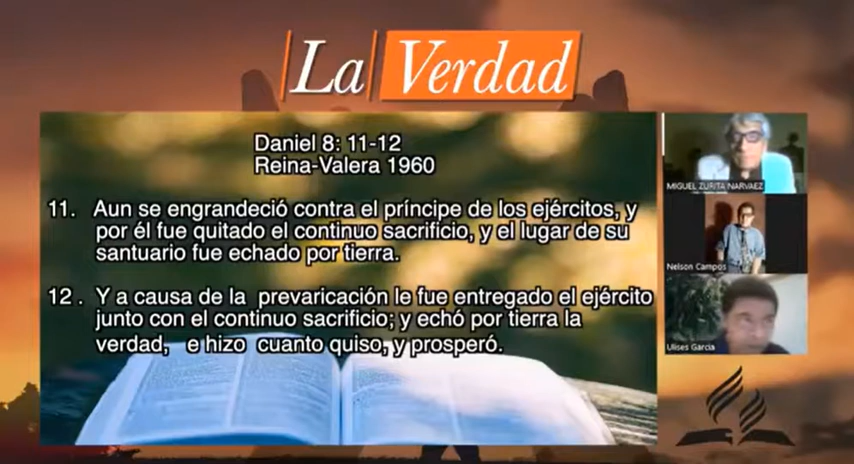 La Verdad
Daniel 8: 11-12
Reina-Valera 1960
11. Aun se engrandeció contra el príncipe de los ejércitos, y
por él fue quitado el continuo sacrificio, y el lugar de su
santuario fue echado por tierra.
12 . Y a causa de la prevaricación le fue entregado el ejército
junto con el continuo sacrificio; y echó por tierra la
verdad, e hizo cuanto quiso, y prosperó.
MIGUEL ZURITA NARVAEZ
Nelson Campos
Ulises Garcia